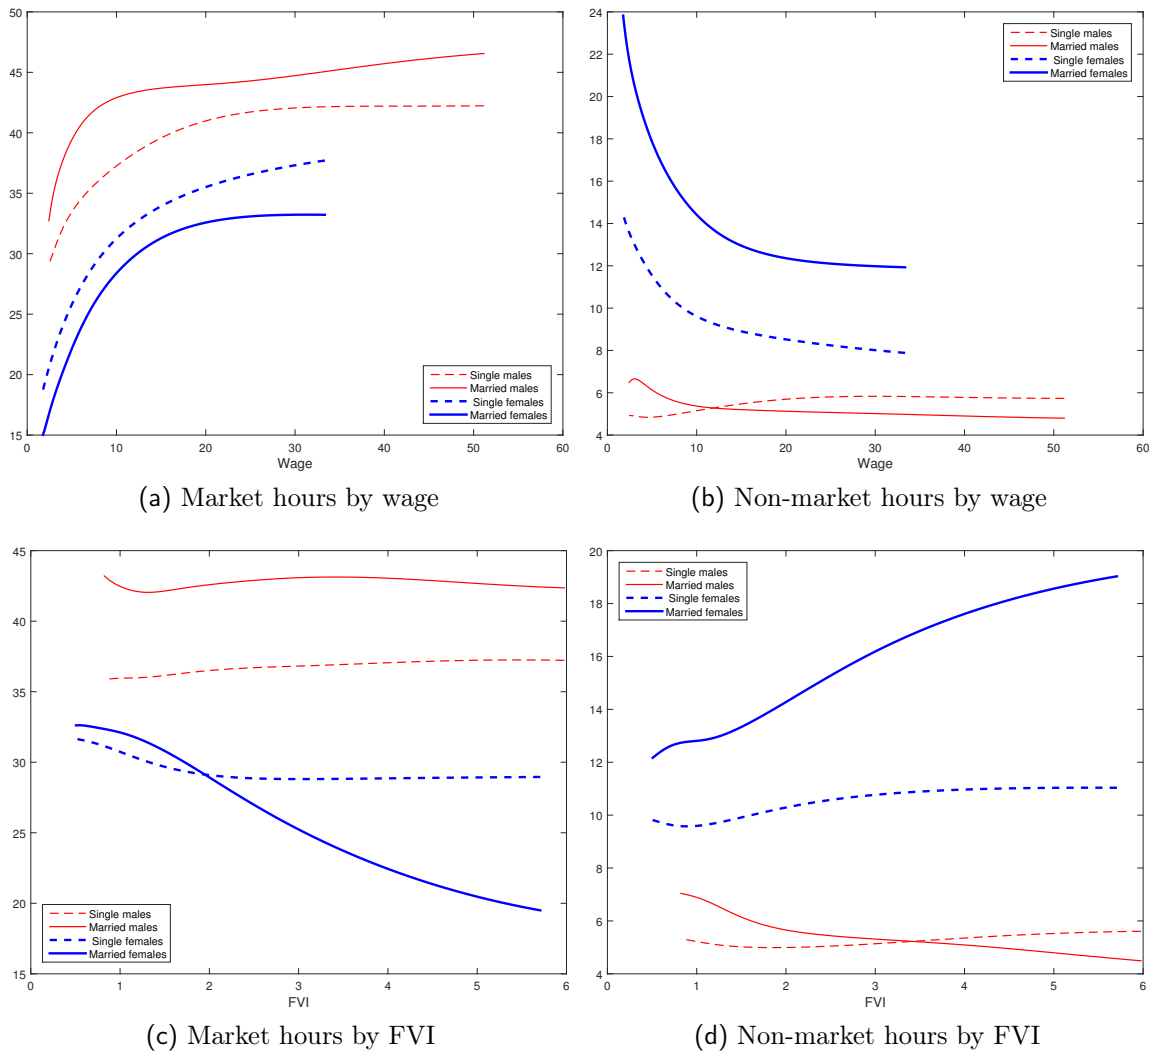 50
45
40
35
30
25
20
15
0 10 20 30 40 50 60
Wage
Single males
Married males
Single females
Married females
(a) Market hours by wage
24
22
20
18
16
14
12
10
8
6
4
0 10 20 30 40 50 60
Wage
Single males
Married males
Single females
Married females
(b) Non-market hours by wage
45
40
35
30
25
20
15
0 1 2 3 4 5 6
FVI
Single males
Married males
Single females
Married females
(c) Market hours by FVI
20
18
16
14
12
10
8
6
4
0 1 2 3 4 5 6
FVI
Single males
Married males
Single females
Married females
(d) Non-market hours by FVI